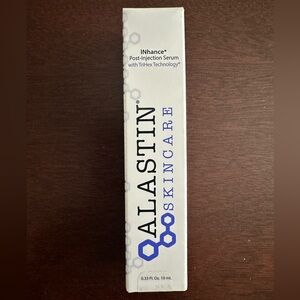 INhance®
Post-Injection Serum
with TriHex Technology®
ALASTIN®
SKINCARE
0.33 fl. Oz. 10 mL